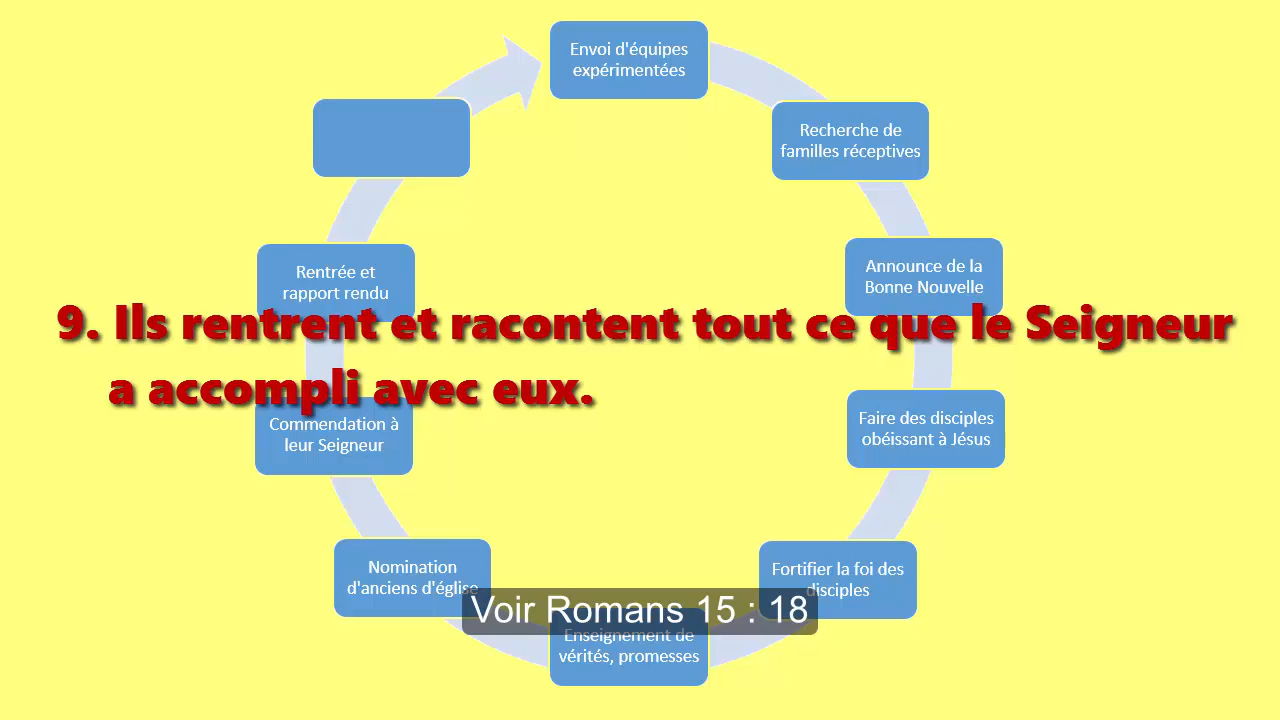 Envoi d'équipes
expérimentées
Recherche de
familles réceptives
Announce de la
Bonne Nouvelle
Faire des disciples
obéissant à Jésus
Fortifier la foi des
disciples
Enseignement de
vérités, promesses
Nomination
d'anciens d'église
Commendation à
leur Seigneur
Rentrée et
rapport rendu
9. Ils rentrent et racontent tout ce que le Seigneur
a accompli avec eux.
Voir Romans 15 : 18